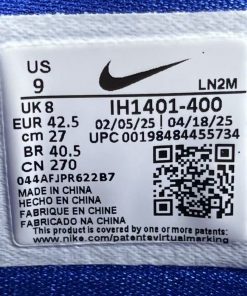 US
9
LN2M
UK 8
IH1401-400
EUR 42.5
02/05/25
04/18/25
cm 27
UPC 00198484455734
BR 40.5
CN 270
044AFJPR622B7
MADE IN CHINA
HECHO EN CHINA
FABRIQUE EN CHINE
FABRICADO NA CHINA
This product is covered by one or more patents:
www.nike.com/patentsvirtualmarking